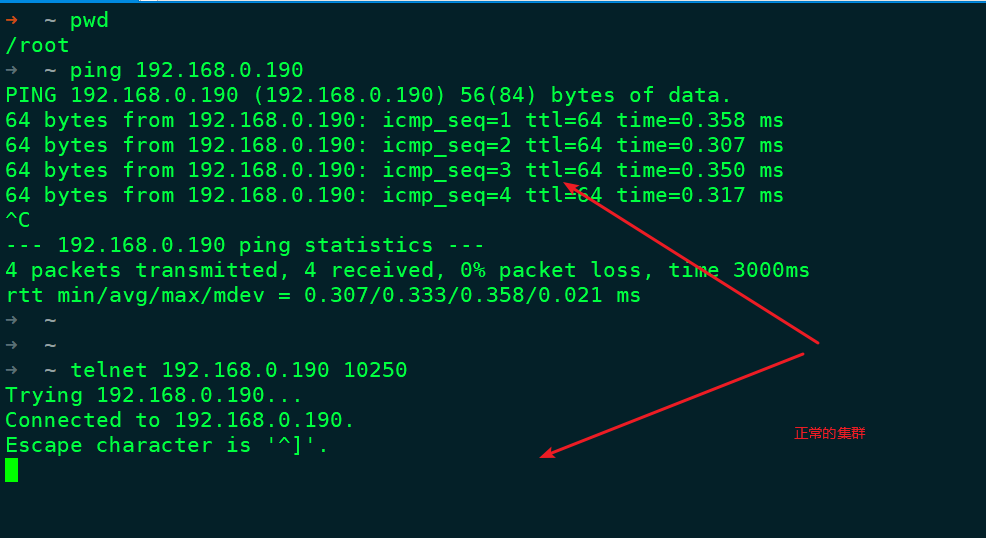 → ~ pwd
/root
→ ~ ping 192.168.0.190
PING 192.168.0.190 (192.168.0.190) 56(84) bytes of data.
64 bytes from 192.168.0.190: icmp_seq=1 ttl=64 time=0.358 ms
64 bytes from 192.168.0.190: icmp_seq=2 ttl=64 time=0.307 ms
64 bytes from 192.168.0.190: icmp_seq=3 ttl=64 time=0.350 ms
64 bytes from 192.168.0.190: icmp_seq=4 ttl=64 time=0.317 ms
^C
--- 192.168.0.190 ping statistics ---
4 packets transmitted, 4 received, 0% packet loss, time 3000ms
rtt min/avg/max/mdev = 0.307/0.333/0.358/0.021 ms
→ ~
→ ~
→ ~ telnet 192.168.0.190 10250
Trying 192.168.0.190...
Connected to 192.168.0.190.
Escape character is '^]'.
正常的集群